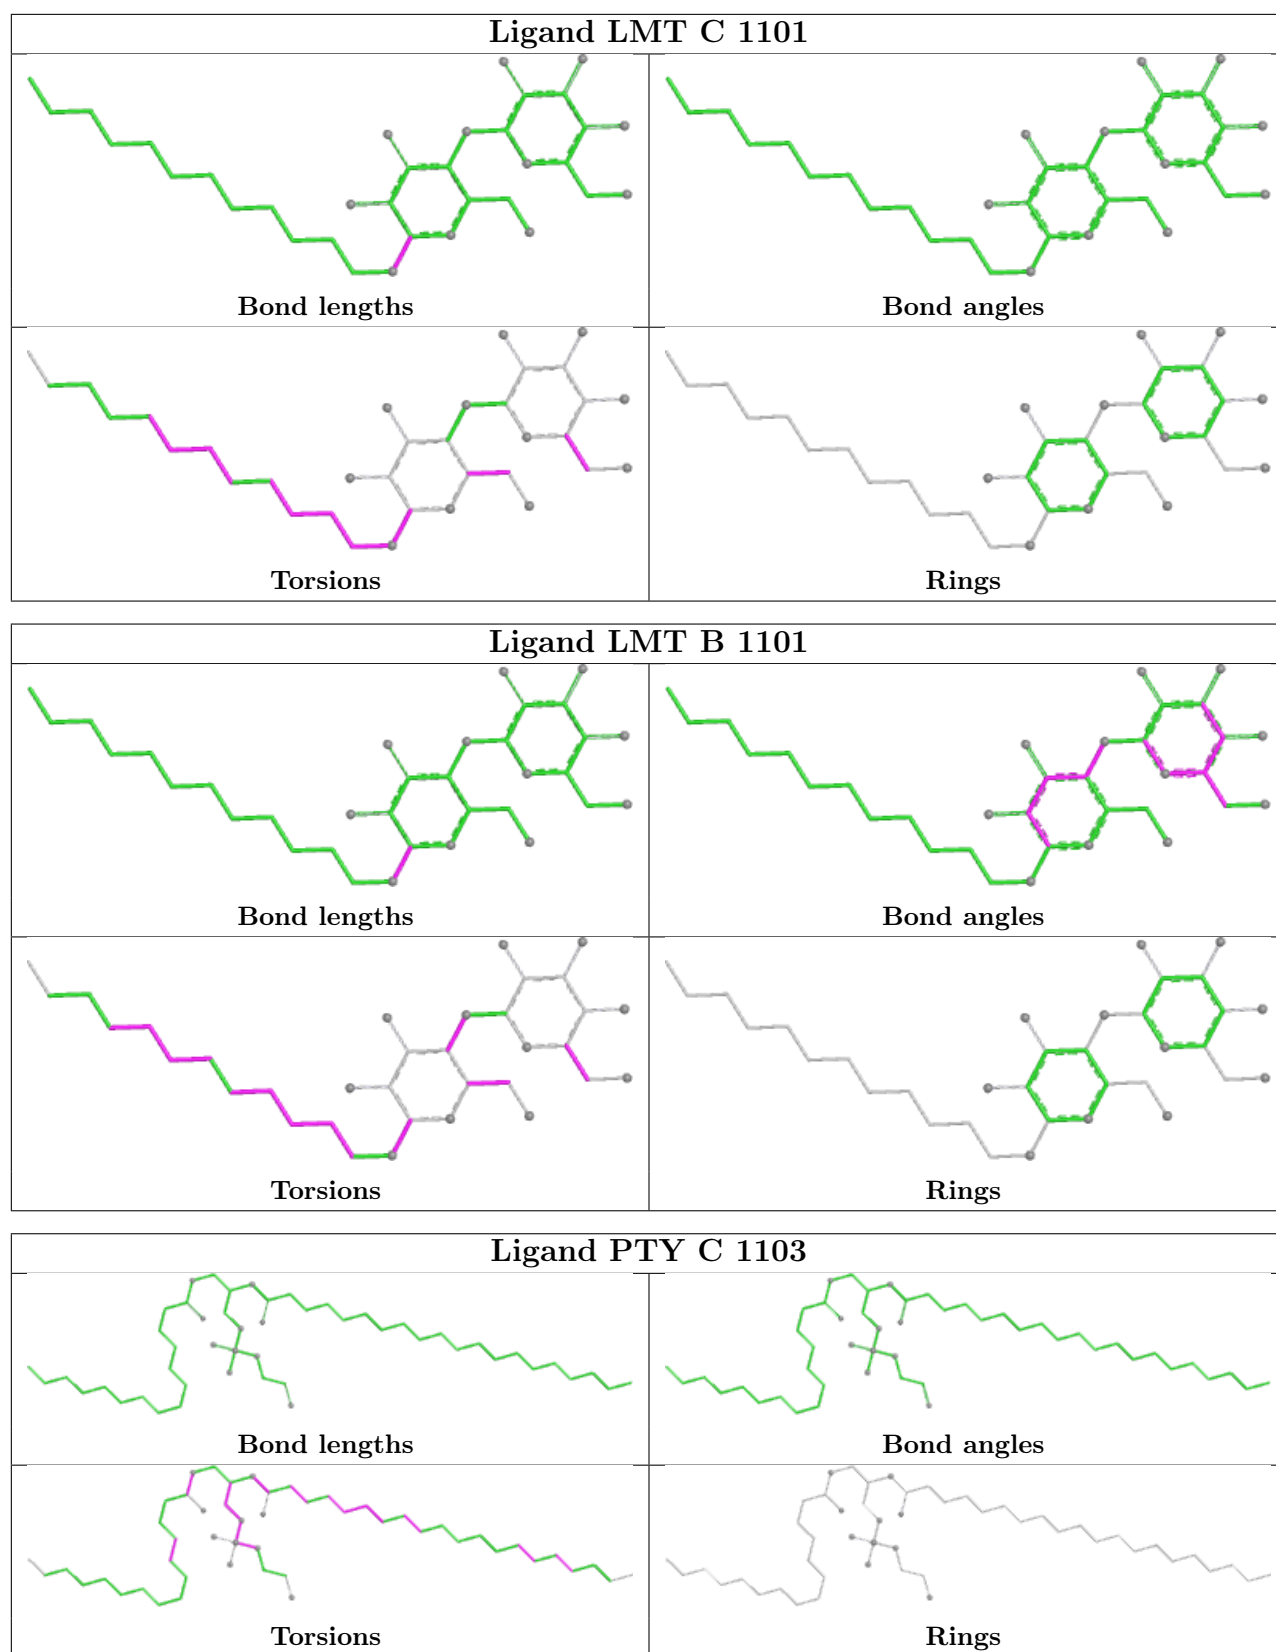 Ligand LMT C 1101
Bond lengths
Bond angles
Torsions
Rings
Ligand LMT B 1101
Bond lengths
Bond angles
Torsions
Rings
Ligand PTY C 1103
Bond lengths
Bond angles
Torsions
Rings